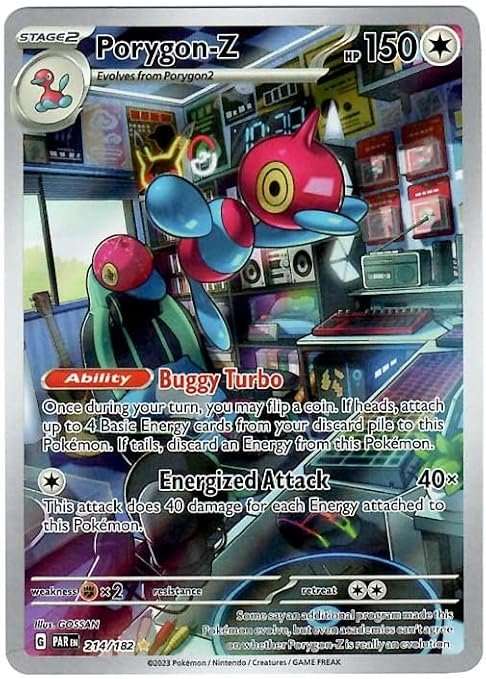 STAGE 2
Porygon-Z
HP 150
Evolves from Porygon2
Ability Buggy Turbo
Once during your turn, you may flip a coin. If heads, attach
up to 4 Basic Energy cards from your discard pile to this
Pokémon. If tails, discard an Energy from this Pokémon.
Energized Attack 40×
This attack does 40 damage for each Energy attached to
this Pokémon.
weakness ×2 resistance retreat
Illus. GOSSAN
G PAR EN 214/182
Some say an additional program made this
Pokémon evolve, but even academics can't agree
on whether Porygon-Z is really an evolution.
©2023 Pokémon / Nintendo / Creatures / GAME FREAK